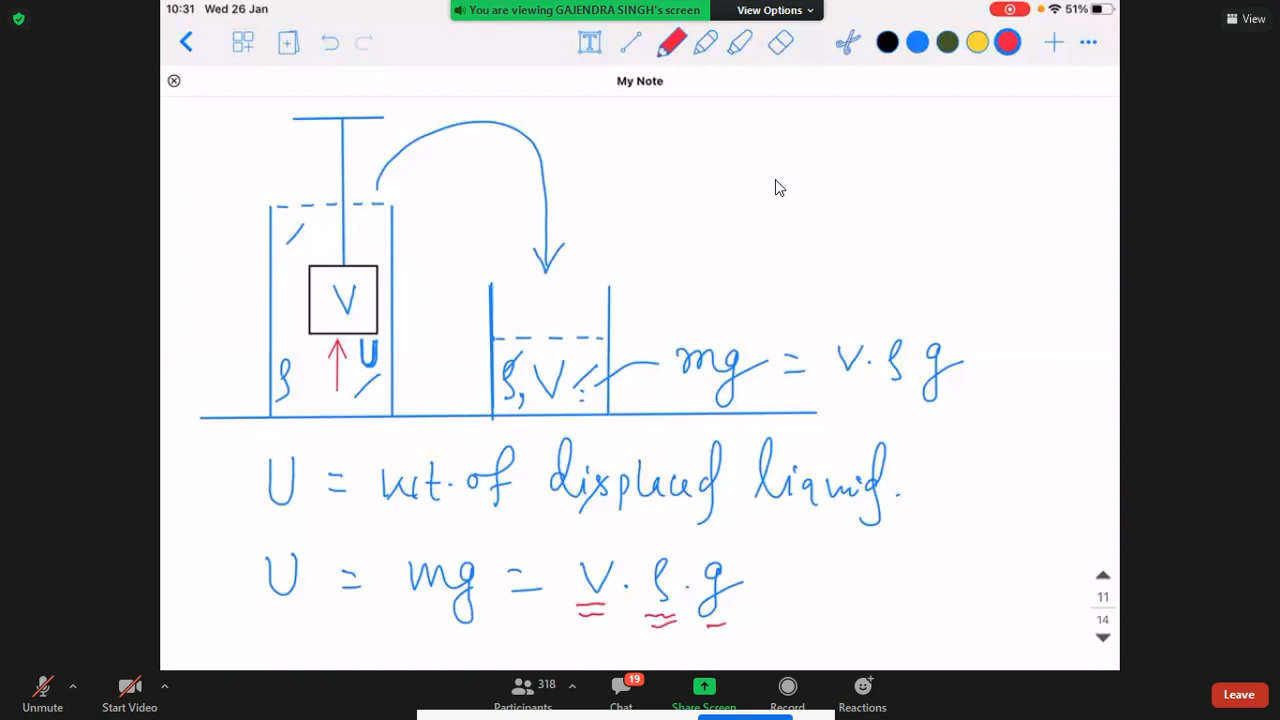 10:31 Wed 26 Jan
You are viewing GAJENDRA SINGH's screen
View Options
51%
View
T
My Note
V
U
ρ
ρ, V
mg = V. ρ g
U = wt. of displaced liquid.
U = mg = V. ρ. g
11
14
Unmute
Start Video
318
Participants
19
Chat
Share Screen
Record
Reactions
Leave